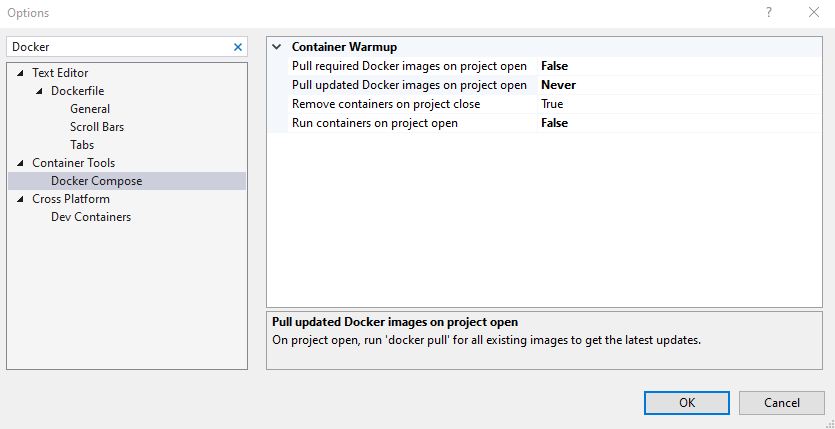 Options
?
Docker
Text Editor
Dockerfile
General
Scroll Bars
Tabs
Container Tools
Docker Compose
Cross Platform
Dev Containers
Container Warmup
Pull required Docker images on project open False
Pull updated Docker images on project open Never
Remove containers on project close True
Run containers on project open False
Pull updated Docker images on project open
On project open, run 'docker pull' for all existing images to get the latest updates.
OK Cancel